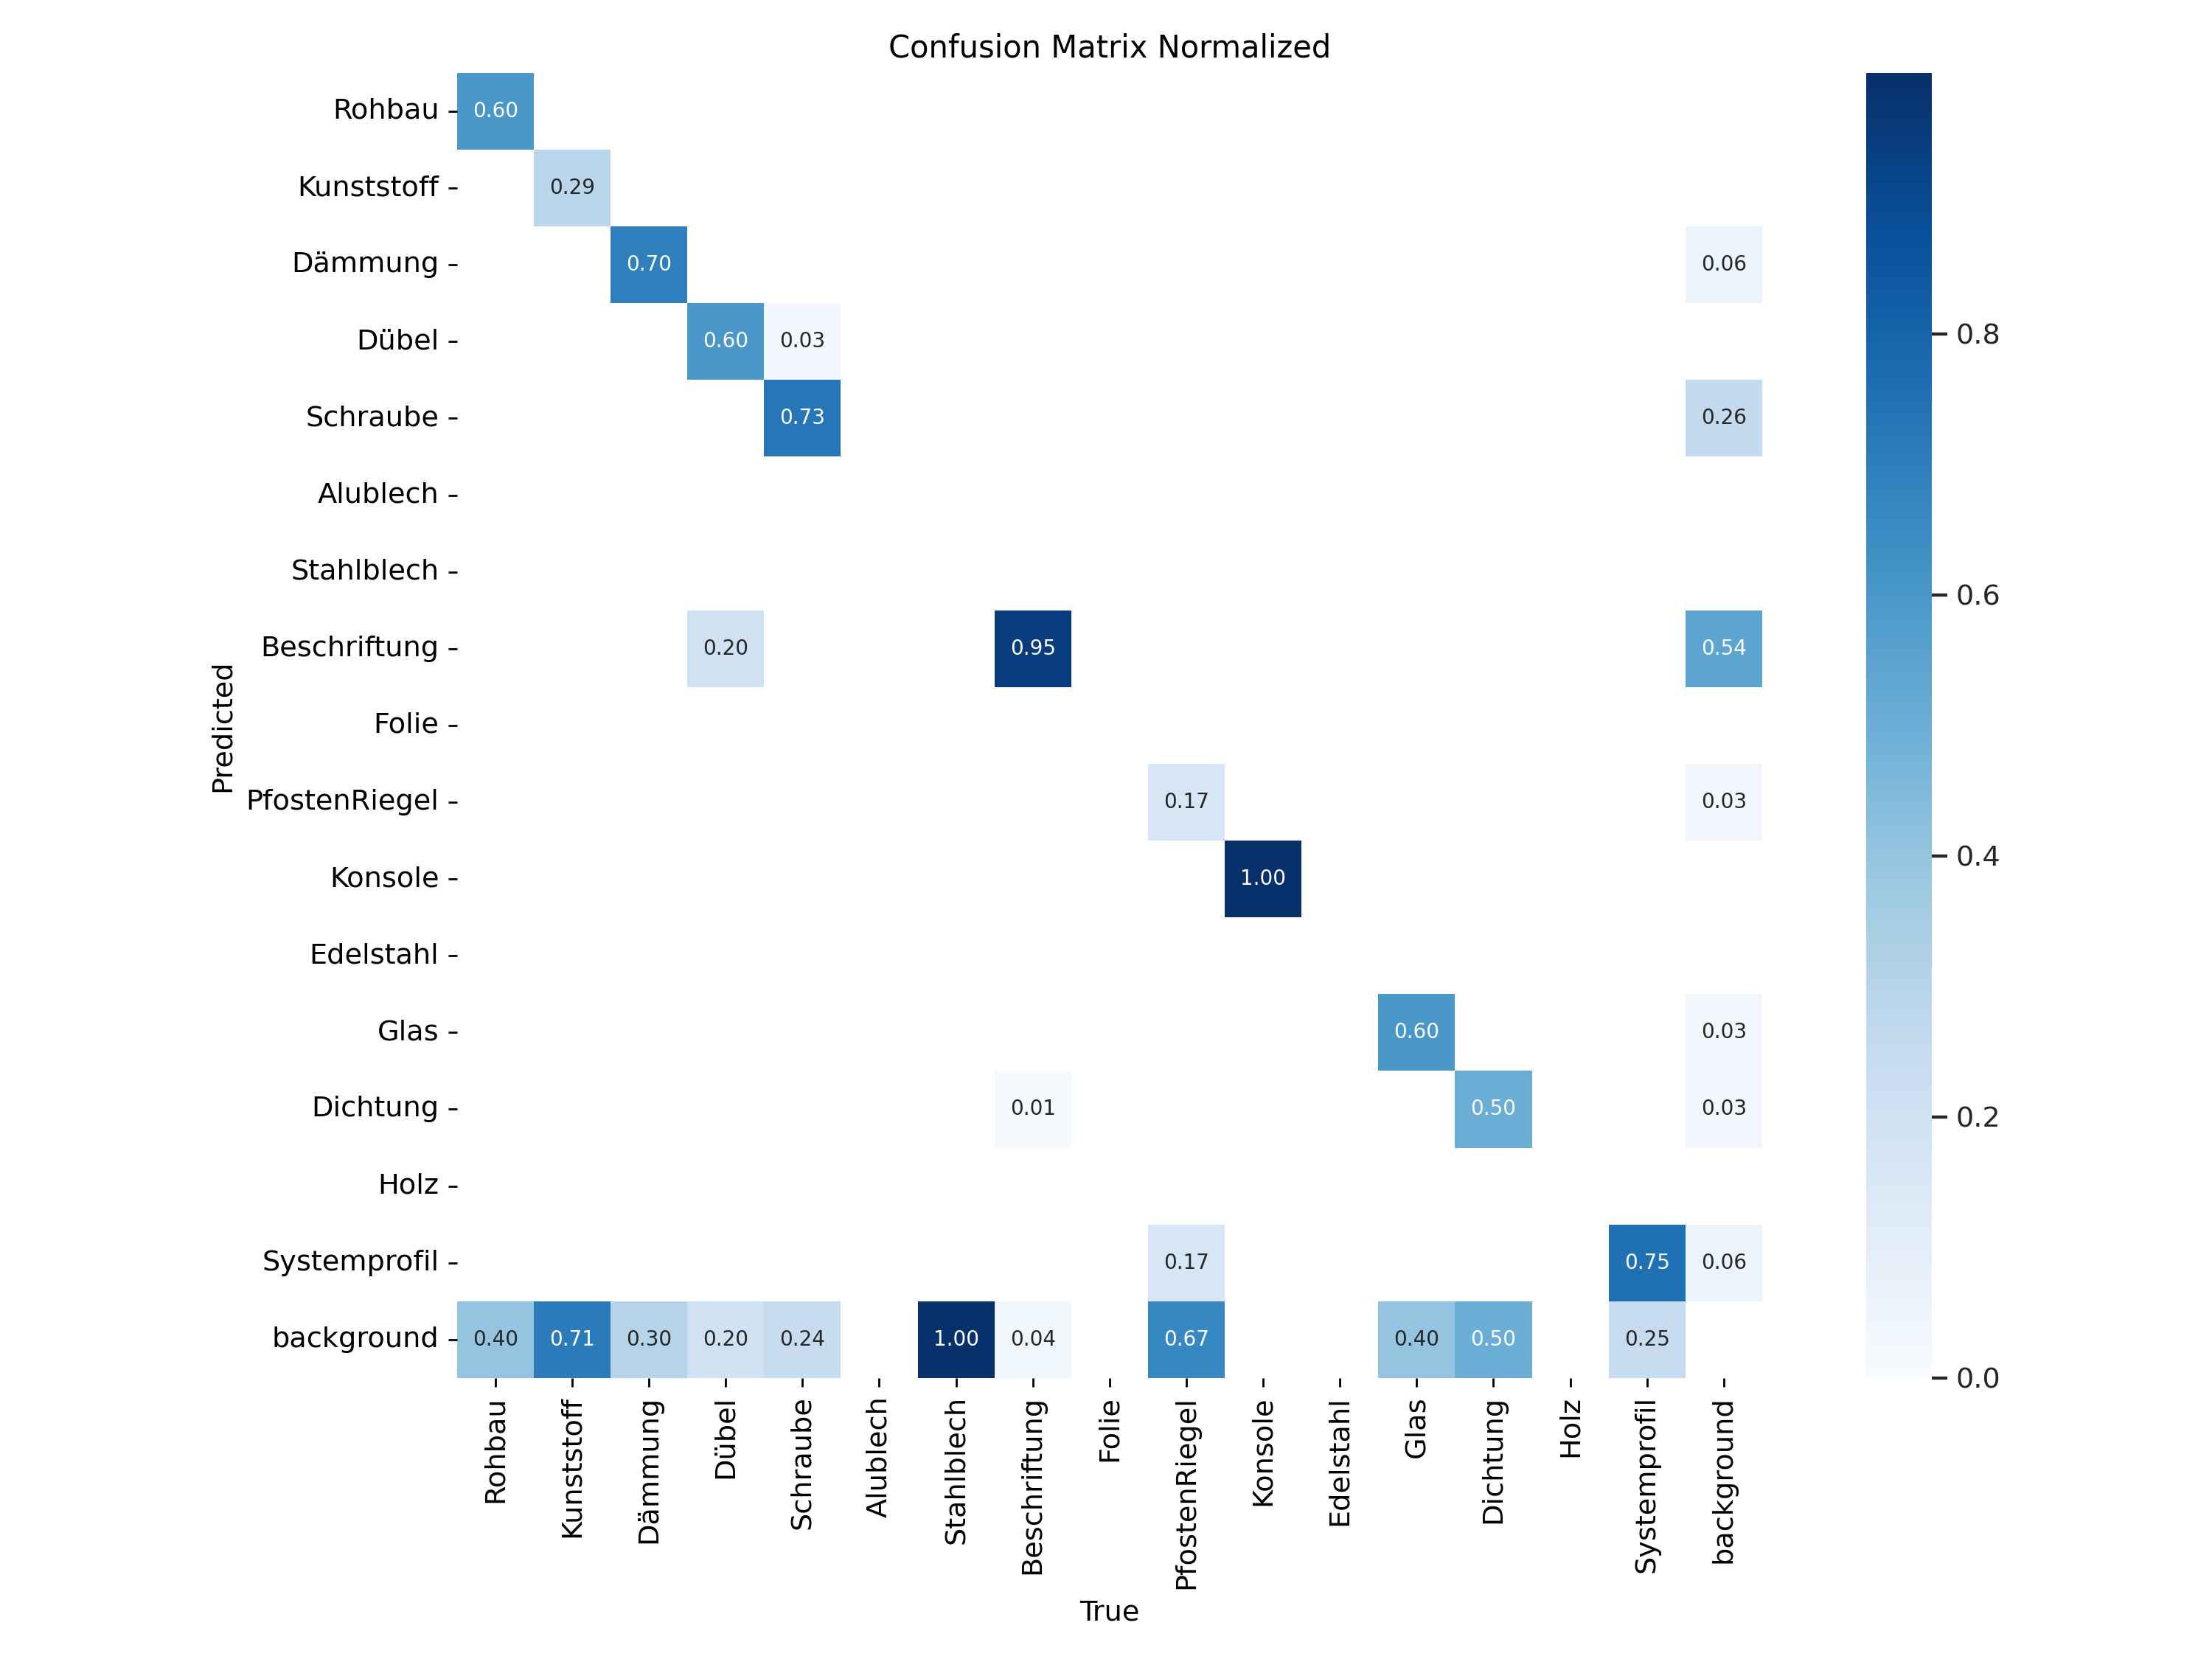 Confusion Matrix Normalized
Rohbau 0.60
Kunststoff 0.29
Dämmung 0.70 0.06
Dübel 0.60 0.03
Schraube 0.73 0.26
Alublech
Stahlblech
Beschriftung 0.20 0.95 0.54
Folie
PfostenRiegel 0.17 0.03
Konsole 1.00
Edelstahl
Glas 0.60 0.03
Dichtung 0.01 0.50 0.03
Holz
Systemprofil 0.17 0.75 0.06
background 0.40 0.71 0.30 0.20 0.24 1.00 0.04 0.67 0.40 0.50 0.25
Predicted
Rohbau
Kunststoff
Dämmung
Dübel
Schraube
Alublech
Stahlblech
Beschriftung
Folie
PfostenRiegel
Konsole
Edelstahl
Glas
Dichtung
Holz
Systemprofil
background
True
0.8
0.6
0.4
0.2
0.0